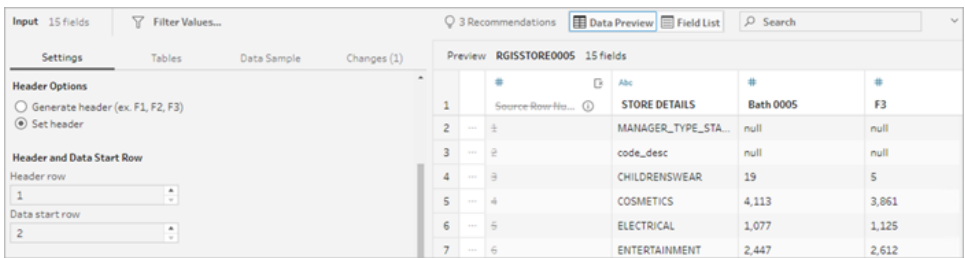 Input 15 fields Filter Values... 3 Recommendations Data Preview Field List Search
Settings Tables Data Sample Changes (1)
Header Options
Generate header (ex. F1, F2, F3)
Set header
Header and Data Start Row
Header row
1
Data start row
2
Preview RGISSTORE0005 15 fields
# Abc # #
1 Source Row Nu... STORE DETAILS Bath 0005 F3
2 ... 1 MANAGER_TYPE_STA... null null
3 ... 2 code_desc null null
4 ... 3 CHILDRENSWEAR 19 5
5 ... 4 COSMETICS 4,113 3,861
6 ... 5 ELECTRICAL 1,077 1,125
7 ... 6 ENTERTAINMENT 2,447 2,612